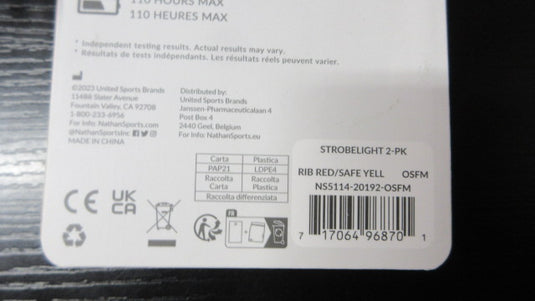 110 HOURS MAX
110 HEURES MAX
* Independent testing results. Actual results may vary.
* Résultats de tests indépendants. Les résultats réels peuvent varier.
©2023 United Sports Brands
11486 Slater Avenue
Fountain Valley, CA 92708
1-800-233-6956
For Info: NathanSports.com
@NathanSportsInc
MADE IN CHINA
Distributed by:
United Sports Brands
Janssen-Pharmaceuticalaan 4
Post Box 4
2440 Geel, Belgium
For Info: NathanSports.eu
Carta Plastica
PAP21 LDPE4
Raccolta Raccolta
Carta Plastica
Raccolta differenziata
CE
UK
CA
FR
STROBELIGHT 2-PK
RIB RED/SAFE YELL OSFM
NS5114-20192-OSFM
7 17064 96870 1